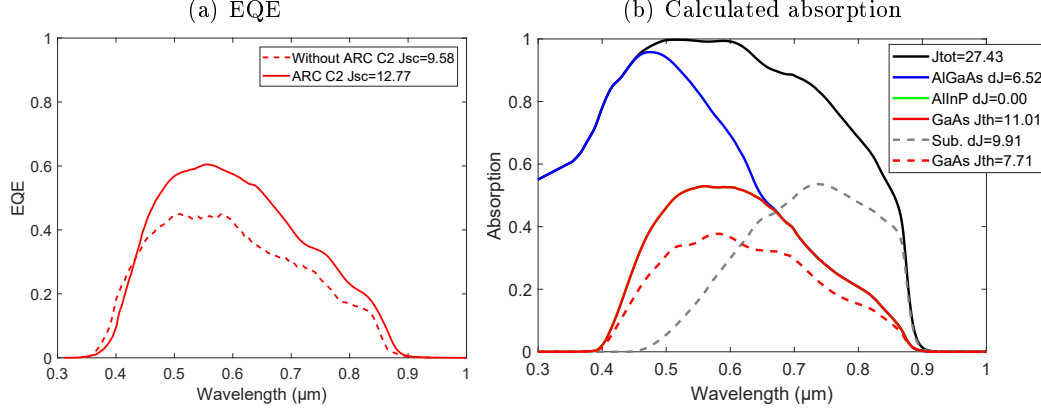 (a) EQE
(b) Calculated absorption
1
0.8
0.6
0.4
0.2
0
EQE
0.3
0.4
0.5
0.6
0.7
0.8
0.9
1
Wavelength (μm)
Without ARC C2 Jsc=9.58
ARC C2 Jsc=12.77
1
0.8
0.6
0.4
0.2
0
Absorption
0.3
0.4
0.5
0.6
0.7
0.8
0.9
1
Wavelength (μm)
Jtot=27.43
AlGaAs dJ=6.52
AlInP dJ=0.00
GaAs Jth=11.01
Sub. dJ=9.91
GaAs Jth=7.71